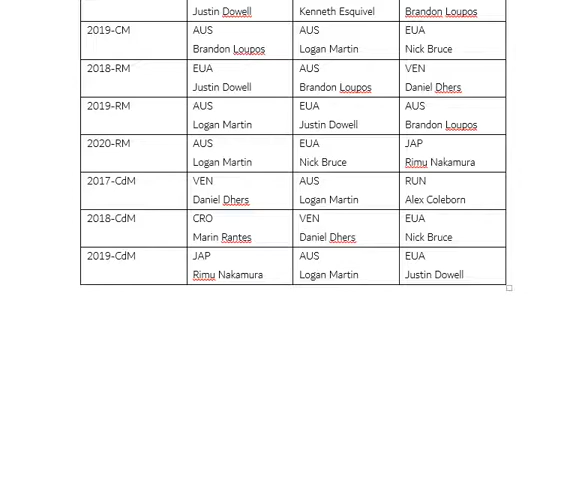 Justin Dowell Kenneth Esquivel Brandon Loupos
2019-CM AUS AUS EUA
Brandon Loupos Logan Martin Nick Bruce
2018-RM EUA AUS VEN
Justin Dowell Brandon Loupos Daniel Dhers
2019-RM AUS EUA AUS
Logan Martin Justin Dowell Brandon Loupos
2020-RM AUS EUA JAP
Logan Martin Nick Bruce Rimu Nakamura
2017-CdM VEN AUS RUN
Daniel Dhers Logan Martin Alex Coleborn
2018-CdM CRO VEN EUA
Marin Rantes Daniel Dhers Nick Bruce
2019-CdM JAP AUS EUA
Rimu Nakamura Logan Martin Justin Dowell